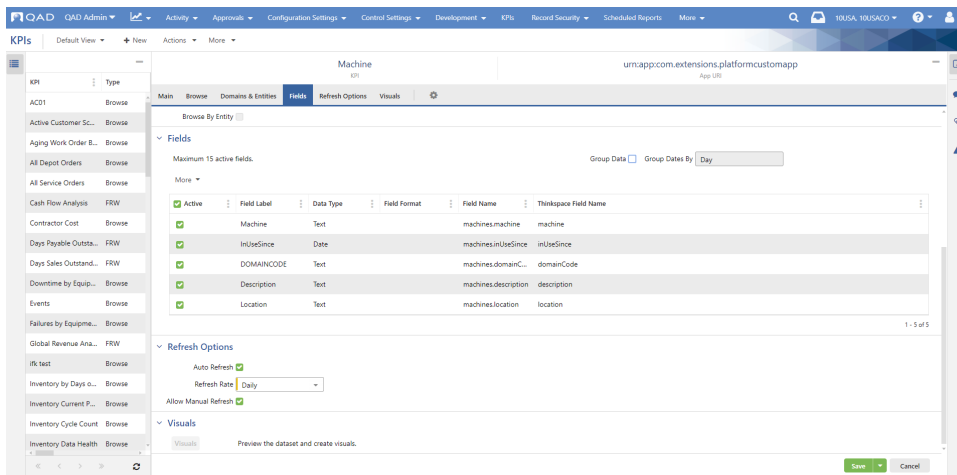 QAD QAD Admin Activity Approvals Configuration Settings Control Settings Development KPIs Record Security Scheduled Reports More 10USA, 10USACO
KPIs Default View + New Actions More
Machine
KPI
urn:app:com.extensions.platformcustomapp
App URI
KPI Type
AC01 Browse
Active Customer Sc... Browse
Aging Work Order B... Browse
All Depot Orders Browse
All Service Orders Browse
Cash Flow Analysis FRW
Contractor Cost Browse
Days Payable Outsta... FRW
Days Sales Outstand... FRW
Downtime by Equip... Browse
Events Browse
Failures by Equipme... Browse
Global Revenue Ana... FRW
ifk test Browse
Inventory by Days o... Browse
Inventory Current P... Browse
Inventory Cycle Count Browse
Inventory Data Health Browse
Main Browse Domains & Entities Fields Refresh Options Visuals
Browse By Entity
Fields
Maximum 15 active fields. Group Data Group Dates By Day
More
Active Field Label Data Type Field Format Field Name Thinkspace Field Name
Machine Text machines.machine machine
InUseSince Date machines.inUseSince inUseSince
DOMAINCODE Text machines.domainC... domainCode
Description Text machines.description description
Location Text machines.location location
1 - 5 of 5
Refresh Options
Auto Refresh
Refresh Rate Daily
Allow Manual Refresh
Visuals
Visuals Preview the dataset and create visuals.
Save Cancel